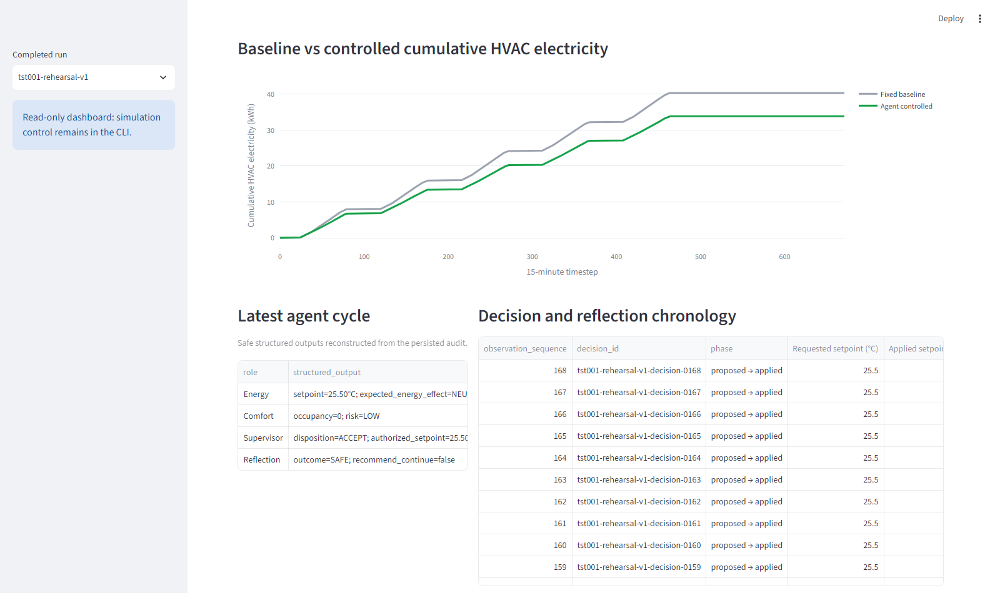 Deploy
Completed run
tst001-rehearsal-v1
Read-only dashboard: simulation
control remains in the CLI.
Baseline vs controlled cumulative HVAC electricity
Cumulative HVAC electricity (kWh)
40
30
20
10
0
0 100 200 300 400 500 600
15-minute timestep
Fixed baseline
Agent controlled
Latest agent cycle
Safe structured outputs reconstructed from the persisted audit.
role structured_output
Energy setpoint=25.50°C; expected_energy_effect=NEU
Comfort occupancy=0; risk=LOW
Supervisor disposition=ACCEPT; authorized_setpoint=25.50
Reflection outcome=SAFE; recommend_continue=false
Decision and reflection chronology
observation_sequence decision_id phase Requested setpoint (°C) Applied setpoin
168 tst001-rehearsal-v1-decision-0168 proposed → applied 25.5
167 tst001-rehearsal-v1-decision-0167 proposed → applied 25.5
166 tst001-rehearsal-v1-decision-0166 proposed → applied 25.5
165 tst001-rehearsal-v1-decision-0165 proposed → applied 25.5
164 tst001-rehearsal-v1-decision-0164 proposed → applied 25.5
163 tst001-rehearsal-v1-decision-0163 proposed → applied 25.5
162 tst001-rehearsal-v1-decision-0162 proposed → applied 25.5
161 tst001-rehearsal-v1-decision-0161 proposed → applied 25.5
160 tst001-rehearsal-v1-decision-0160 proposed → applied 25.5
159 tst001-rehearsal-v1-decision-0159 proposed → applied 25.5